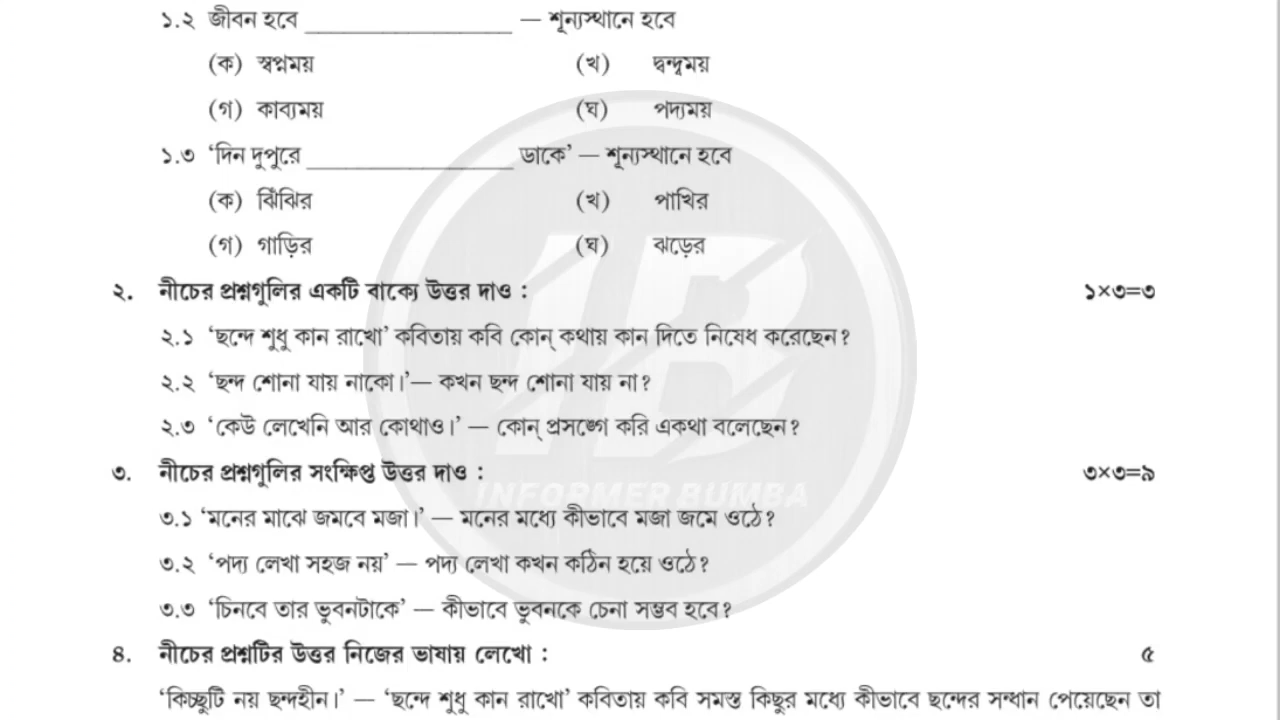 ১.২ জীবন হবে ____________________ — শূন্যস্থানে হবে
(ক) স্বপ্নময় (খ) দ্বন্দ্বময়
(গ) কাব্যময় (ঘ) পদ্যময়
১.৩ ‘দিন দুপুরে ____________________ ডাকে’ — শূন্যস্থানে হবে
(ক) ঝিঁঝির (খ) পাখির
(গ) গাড়ির (ঘ) ঝড়ের
২. নীচের প্রশ্নগুলির একটি বাক্যে উত্তর দাও : ১×৩=৩
২.১ ‘ছন্দে শুধু কান রাখো’ কবিতায় কবি কোন্ কথায় কান দিতে নিষেধ করেছেন?
২.২ ‘ছন্দ শোনা যায় নাকো।’— কখন ছন্দ শোনা যায় না?
২.৩ ‘কেউ লেখেনি আর কোথাও।’ — কোন্ প্রসঙ্গে করি একথা বলেছেন?
৩. নীচের প্রশ্নগুলির সংক্ষিপ্ত উত্তর দাও : ৩×৩=৯
INFORMER BUMBA
৩.১ ‘মনের মাঝে জমবে মজা।’ — মনের মধ্যে কীভাবে মজা জমে ওঠে?
৩.২ ‘পদ্য লেখা সহজ নয়’ — পদ্য লেখা কখন কঠিন হয়ে ওঠে?
৩.৩ ‘চিনবে তার ভুবনটাকে’ — কীভাবে ভুবনকে চেনা সম্ভব হবে?
৪. নীচের প্রশ্নটির উত্তর নিজের ভাষায় লেখো : ৫
‘কিচ্ছুটি নয় ছন্দহীন।’ — ‘ছন্দে শুধু কান রাখো’ কবিতায় কবি সমস্ত কিছুর মধ্যে কীভাবে ছন্দের সন্ধান পেয়েছেন তা